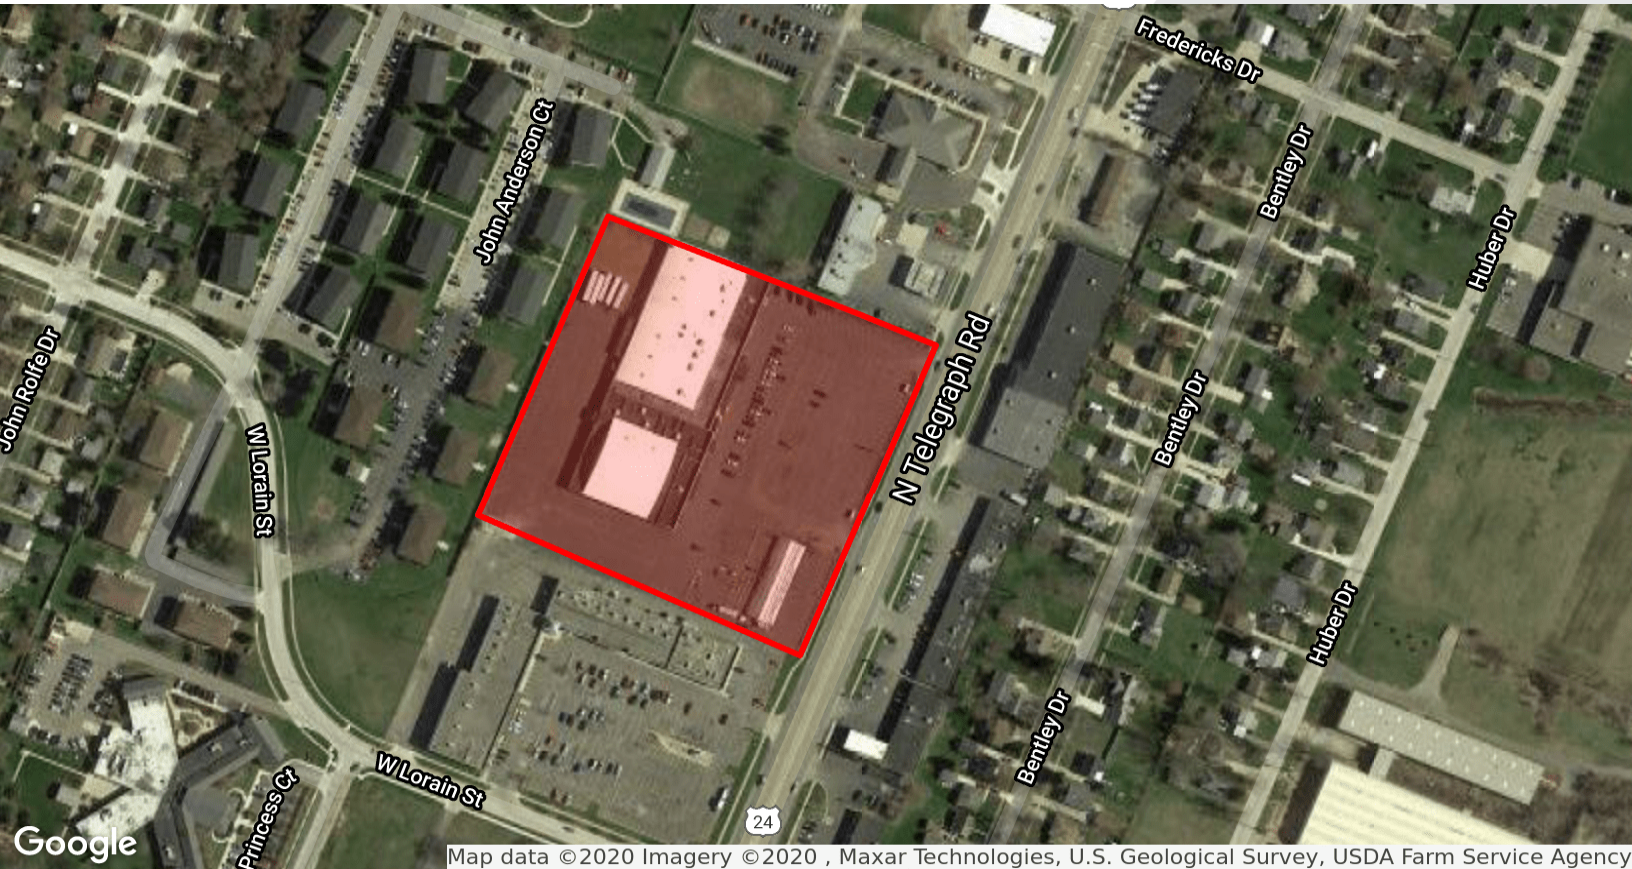 Fredericks Dr
John Anderson Ct
Bentley Dr
Huber Dr
John Rolfe Dr
N Telegraph Rd
Bentley Dr
W Lorain St
Huber Dr
Bentley Dr
W Lorain St
Princess Ct
24
Google
Map data ©2020 Imagery ©2020 , Maxar Technologies, U.S. Geological Survey, USDA Farm Service Agency